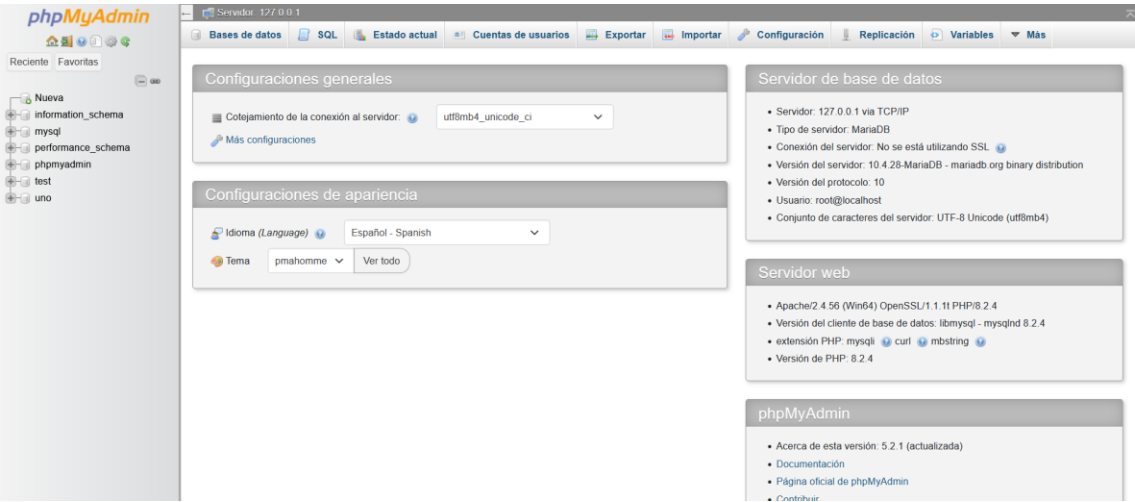 phpMyAdmin
Reciente Favoritas
Nueva
information_schema
mysql
performance_schema
phpmyadmin
test
uno
Servidor: 127.0.0.1
Bases de datos SQL Estado actual Cuentas de usuarios Exportar Importar Configuración Replicación Variables Más
Configuraciones generales
Cotejamiento de la conexión al servidor: utf8mb4_unicode_ci
Más configuraciones
Configuraciones de apariencia
Idioma (Language) Español - Spanish
Tema pmahomme Ver todo
Servidor de base de datos
• Servidor: 127.0.0.1 via TCP/IP
• Tipo de servidor: MariaDB
• Conexión del servidor: No se está utilizando SSL
• Versión del servidor: 10.4.28-MariaDB - mariadb.org binary distribution
• Versión del protocolo: 10
• Usuario: root@localhost
• Conjunto de caracteres del servidor: UTF-8 Unicode (utf8mb4)
Servidor web
• Apache/2.4.56 (Win64) OpenSSL/1.1.1t PHP/8.2.4
• Versión del cliente de base de datos: libmysql - mysqlnd 8.2.4
• extensión PHP: mysqli curl mbstring
• Versión de PHP: 8.2.4
phpMyAdmin
• Acerca de esta versión: 5.2.1 (actualizada)
• Documentación
• Página oficial de phpMyAdmin
• Contribuir